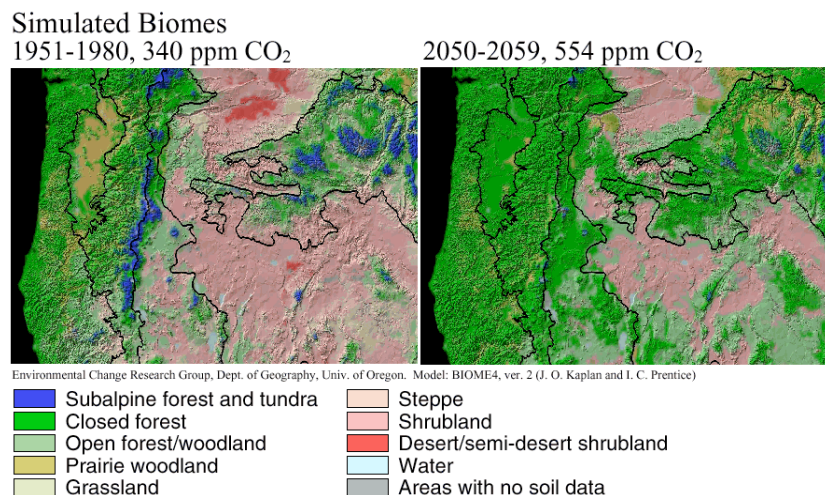 Simulated Biomes
1951-1980, 340 ppm CO₂
2050-2059, 554 ppm CO₂
Environmental Change Research Group, Dept. of Geography, Univ. of Oregon. Model: BIOME4, ver. 2 (J. O. Kaplan and I. C. Prentice)
Subalpine forest and tundra
Closed forest
Open forest/woodland
Prairie woodland
Grassland
Steppe
Shrubland
Desert/semi-desert shrubland
Water
Areas with no soil data